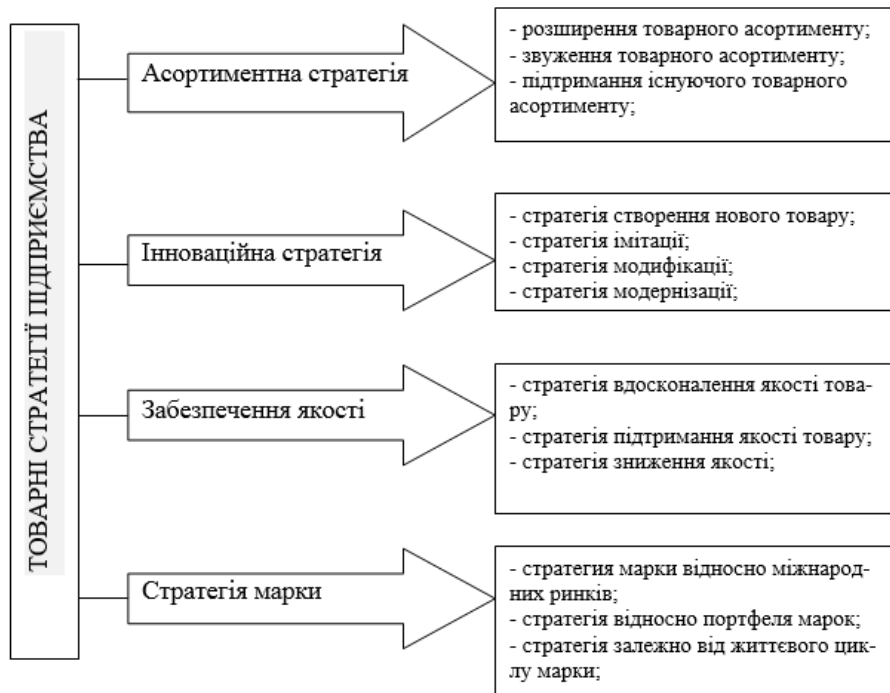 ТОВАРНІ СТРАТЕГІЇ ПІДПРИЄМСТВА
Асортиментна стратегія
- розширення товарного асортименту;
- звуження товарного асортименту;
- підтримання існуючого товарного
асортименту;
Інноваційна стратегія
- стратегія створення нового товару;
- стратегія імітації;
- стратегія модифікації;
- стратегія модернізації;
Забезпечення якості
- стратегія вдосконалення якості това-
ру;
- стратегія підтримання якості товару;
- стратегія зниження якості;
Стратегія марки
- стратегия марки відносно міжнарод-
них ринків;
- стратегія відносно портфеля марок;
- стратегія залежно від життєвого цик-
лу марки;